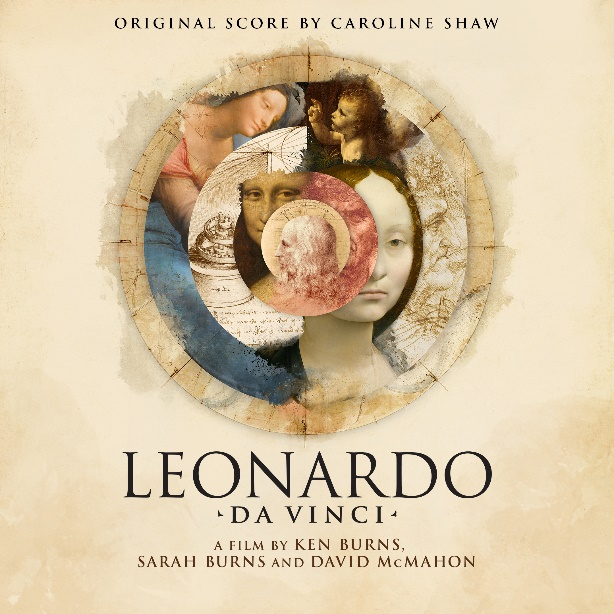 ORIGINAL SCORE BY CAROLINE SHAW
LEONARDO
DA VINCI
A FILM BY KEN BURNS,
SARAH BURNS AND DAVID McMAHON